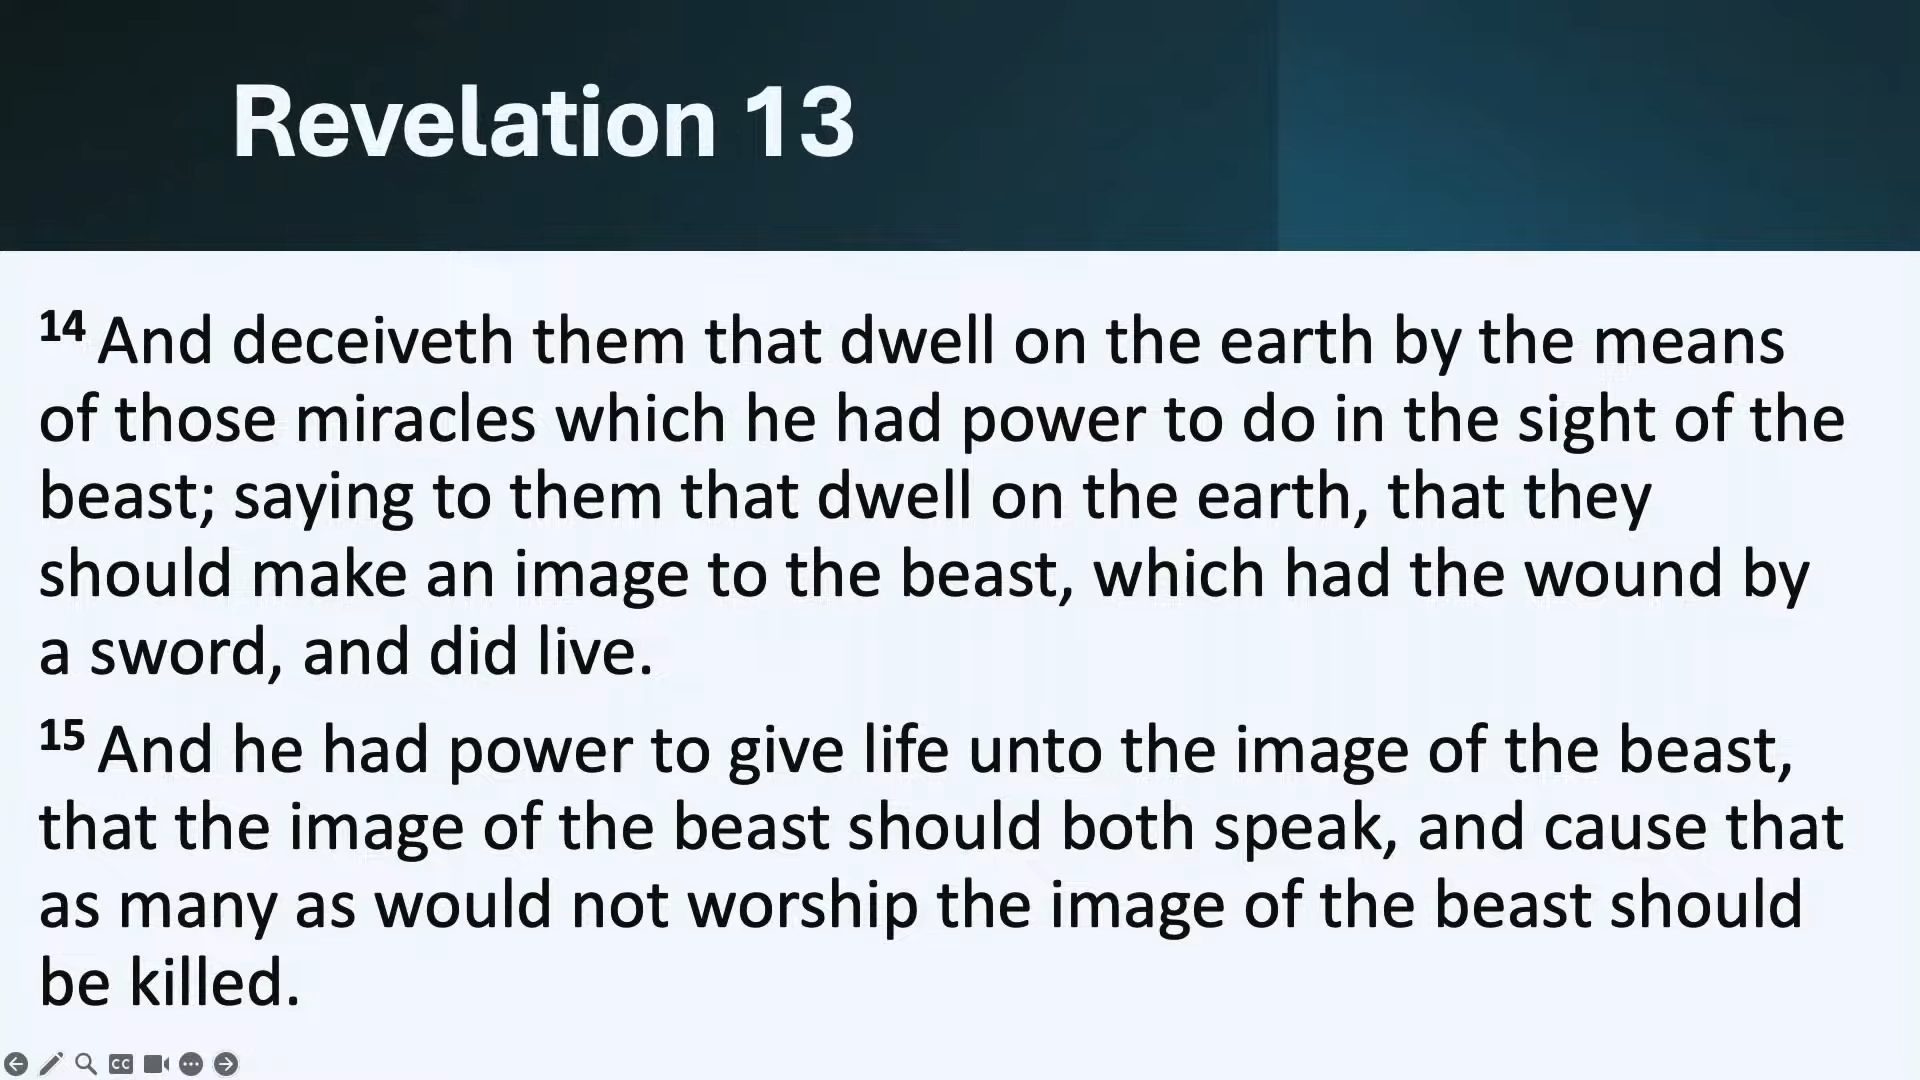 Revelation 13
14 And deceiveth them that dwell on the earth by the means
of those miracles which he had power to do in the sight of the
beast; saying to them that dwell on the earth, that they
should make an image to the beast, which had the wound by
a sword, and did live.
15 And he had power to give life unto the image of the beast,
that the image of the beast should both speak, and cause that
as many as would not worship the image of the beast should
be killed.
CC